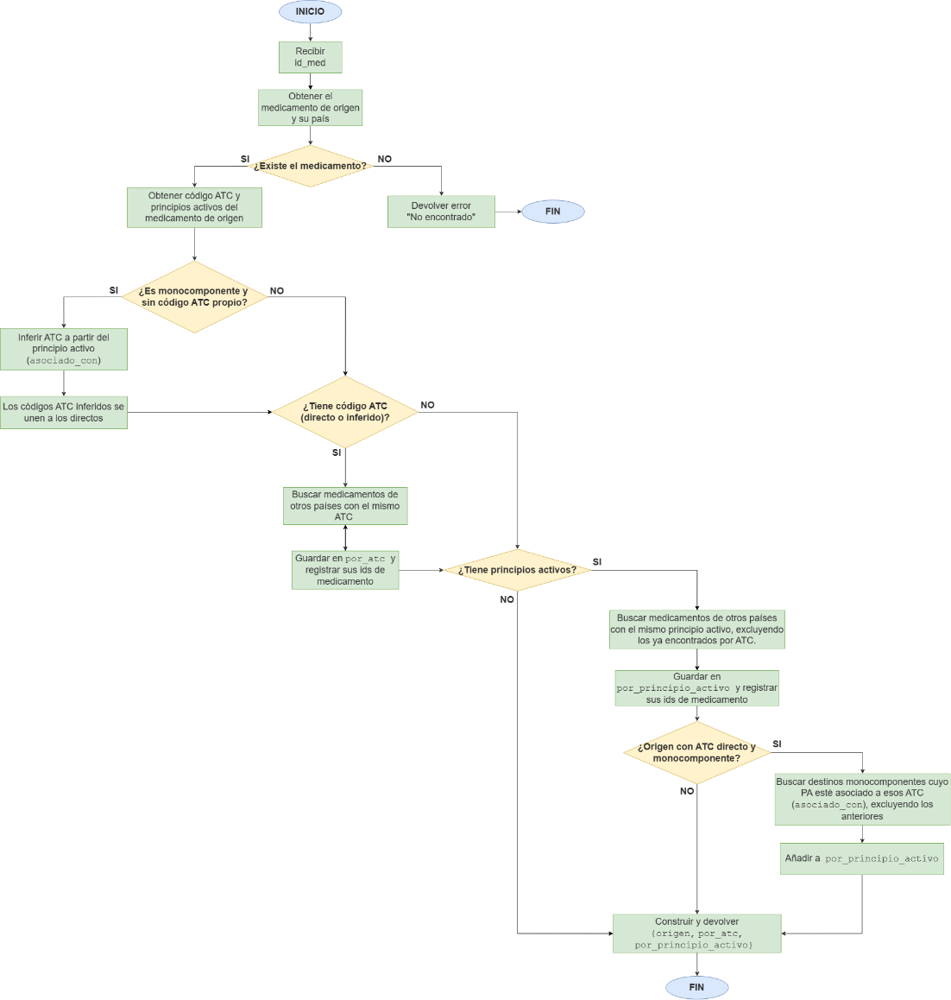 INICIO
Recibir
id_med
Obtener el
medicamento de origen
y su país
¿Existe el medicamento?
SI
NO
Obtener código ATC y
principios activos del
medicamento de origen
Devolver error
"No encontrado"
FIN
¿Es monocomponente y
sin código ATC propio?
SI
NO
Inferir ATC a partir del
principio activo
(asociado_con)
Los códigos ATC inferidos se
unen a los directos
¿Tiene código ATC
(directo o inferido)?
NO
SI
Buscar medicamentos de
otros países con el mismo
ATC
Guardar en por_atc y
registrar sus ids de
medicamento
¿Tiene principios activos?
SI
NO
Buscar medicamentos de otros países
con el mismo principio activo, excluyendo
los ya encontrados por ATC.
Guardar en
por_principio_activo y registrar
sus ids de medicamento
¿Origen con ATC directo y
monocomponente?
SI
NO
Buscar destinos monocomponentes cuyo
PA esté asociado a esos ATC
(asociado_con), excluyendo los
anteriores
Añadir a por_principio_activo
Construir y devolver
{origen, por_atc,
por_principio_activo}
FIN